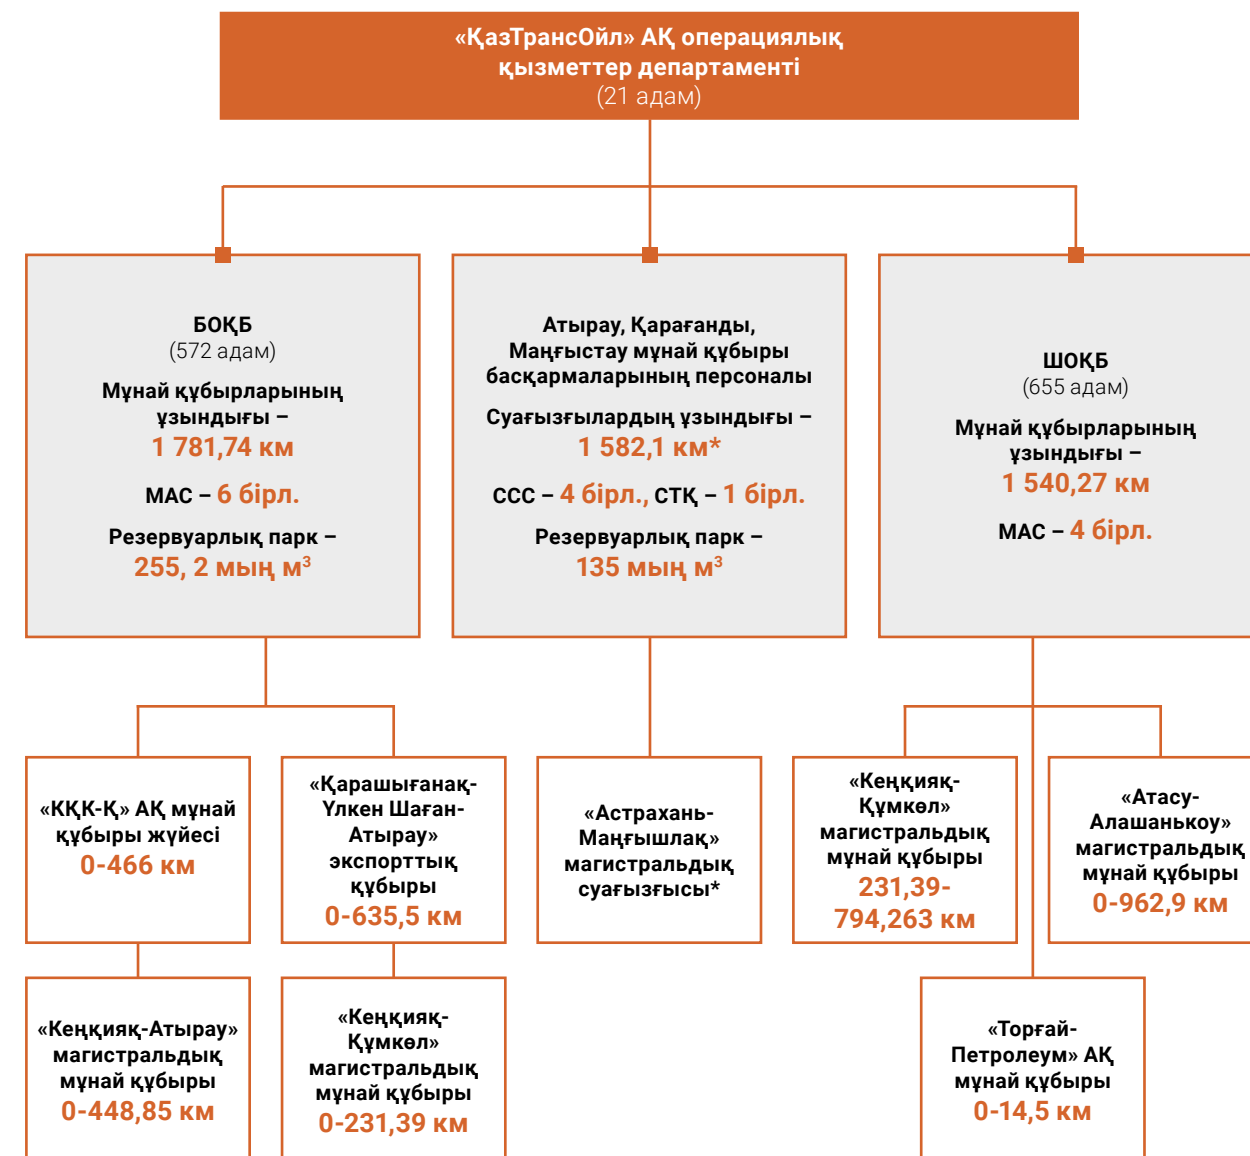 «ҚазТрансОйл» АҚ операциялық
қызметтер департаменті
(21 адам)
БОҚБ
(572 адам)
Мұнай құбырларының
ұзындығы –
1 781,74 км
МАС – 6 бірл.
Резервуарлық парк –
255, 2 мың м³
Атырау, Қарағанды,
Маңғыстау мұнай құбыры
басқармаларының персоналы
Суағызғылардың ұзындығы –
1 582,1 км*
ССС – 4 бірл., СТҚ – 1 бірл.
Резервуарлық парк –
135 мың м³
ШОҚБ
(655 адам)
Мұнай құбырларының
ұзындығы –
1 540,27 км
МАС – 4 бірл.
«КҚК-Қ» АҚ мұнай
құбыры жүйесі
0-466 км
«Қарашығанақ-
Үлкен Шаған-
Атырау»
экспорттық
құбыры
0-635,5 км
«Астрахань-
Маңғышлақ»
магистральдық
суағызғысы*
«Кеңқияқ-
Құмкөл»
магистральдық
мұнай құбыры
231,39-
794,263 км
«Атасу-
Алашанькоу»
магистральдық
мұнай құбыры
0-962,9 км
«Кеңқияқ-Атырау»
магистральдық
мұнай құбыры
0-448,85 км
«Кеңқияқ-
Құмкөл»
магистральдық
мұнай құбыры
0-231,39 км
«Торғай-
Петролеум» АҚ
мұнай құбыры
0-14,5 км